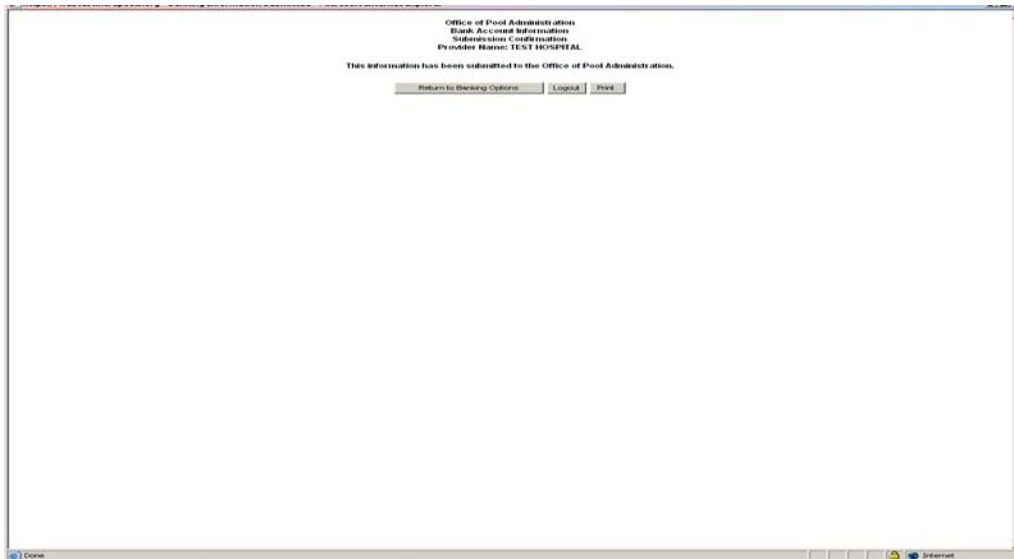 Office of Pool Administration
Bank Account Information
Submission Confirmation
Provider Name: TEST HOSPITAL
This information has been submitted to the Office of Pool Administration.
Return to Banking Options Logout Print
Done Internet